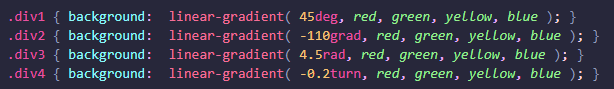 .div1 { background:  linear-gradient( 45deg, red, green, yellow, blue ); }
.div2 { background:  linear-gradient( -110grad, red, green, yellow, blue ); }
.div3 { background:  linear-gradient( 4.5rad, red, green, yellow, blue ); }
.div4 { background:  linear-gradient( -0.2turn, red, green, yellow, blue ); }